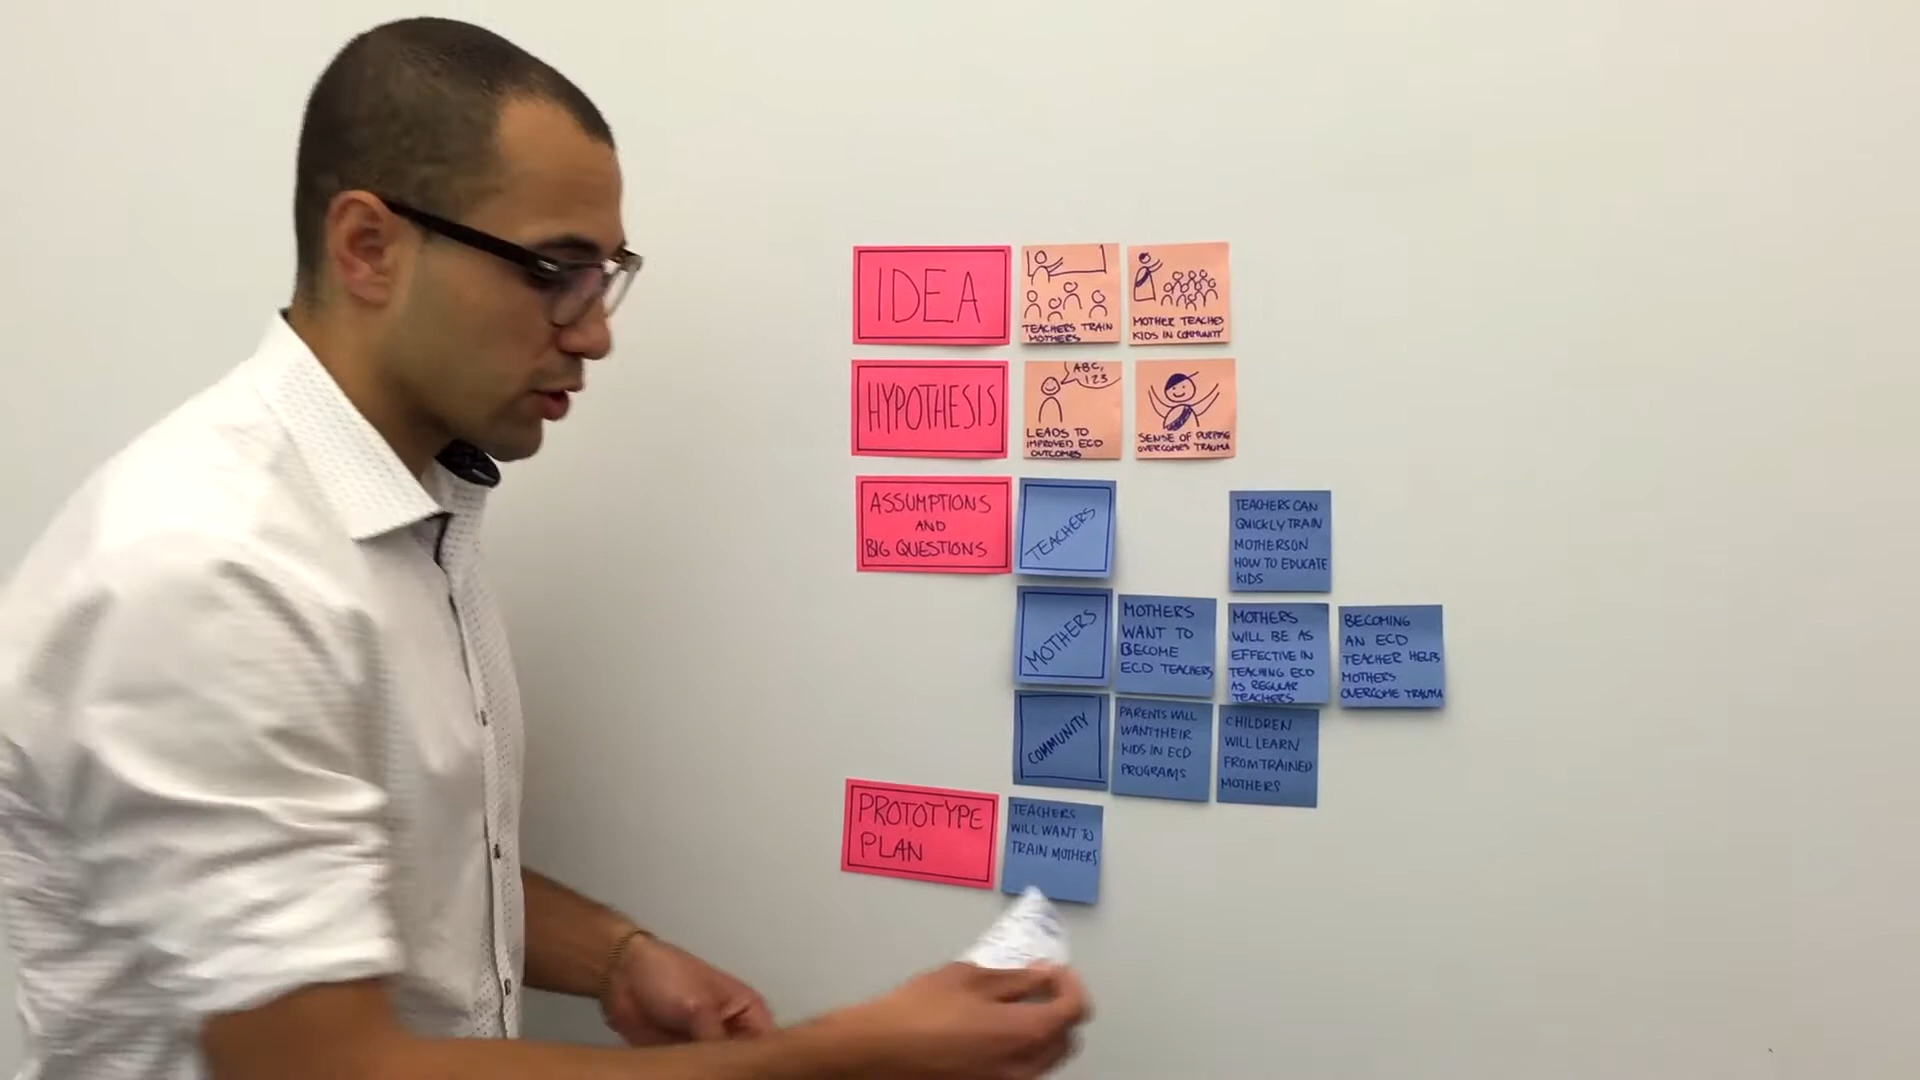 IDEA
TEACHERS TRAIN
MOTHERS
MOTHER TEACHES
KIDS IN COMMUNITY
HYPOTHESIS
ABC,
123
LEADS TO
IMPROVED ECD
OUTCOMES
SENSE OF PURPOSE
OVERCOMES TRAUMA
ASSUMPTIONS
AND
BIG QUESTIONS
TEACHERS
TEACHERS CAN
QUICKLY TRAIN
MOTHERS ON
HOW TO EDUCATE
KIDS
MOTHERS
MOTHERS
WANT TO
BECOME
ECD TEACHERS
MOTHERS
WILL BE AS
EFFECTIVE IN
TEACHING ECD
AS REGULAR
TEACHERS
BECOMING
AN ECD
TEACHER HELPS
MOTHERS
OVERCOME TRAUMA
COMMUNITY
PARENTS WILL
WANT THEIR
KIDS IN ECD
PROGRAMS
CHILDREN
WILL LEARN
FROM TRAINED
MOTHERS
PROTOTYPE
PLAN
TEACHERS
WILL WANT TO
TRAIN MOTHERS